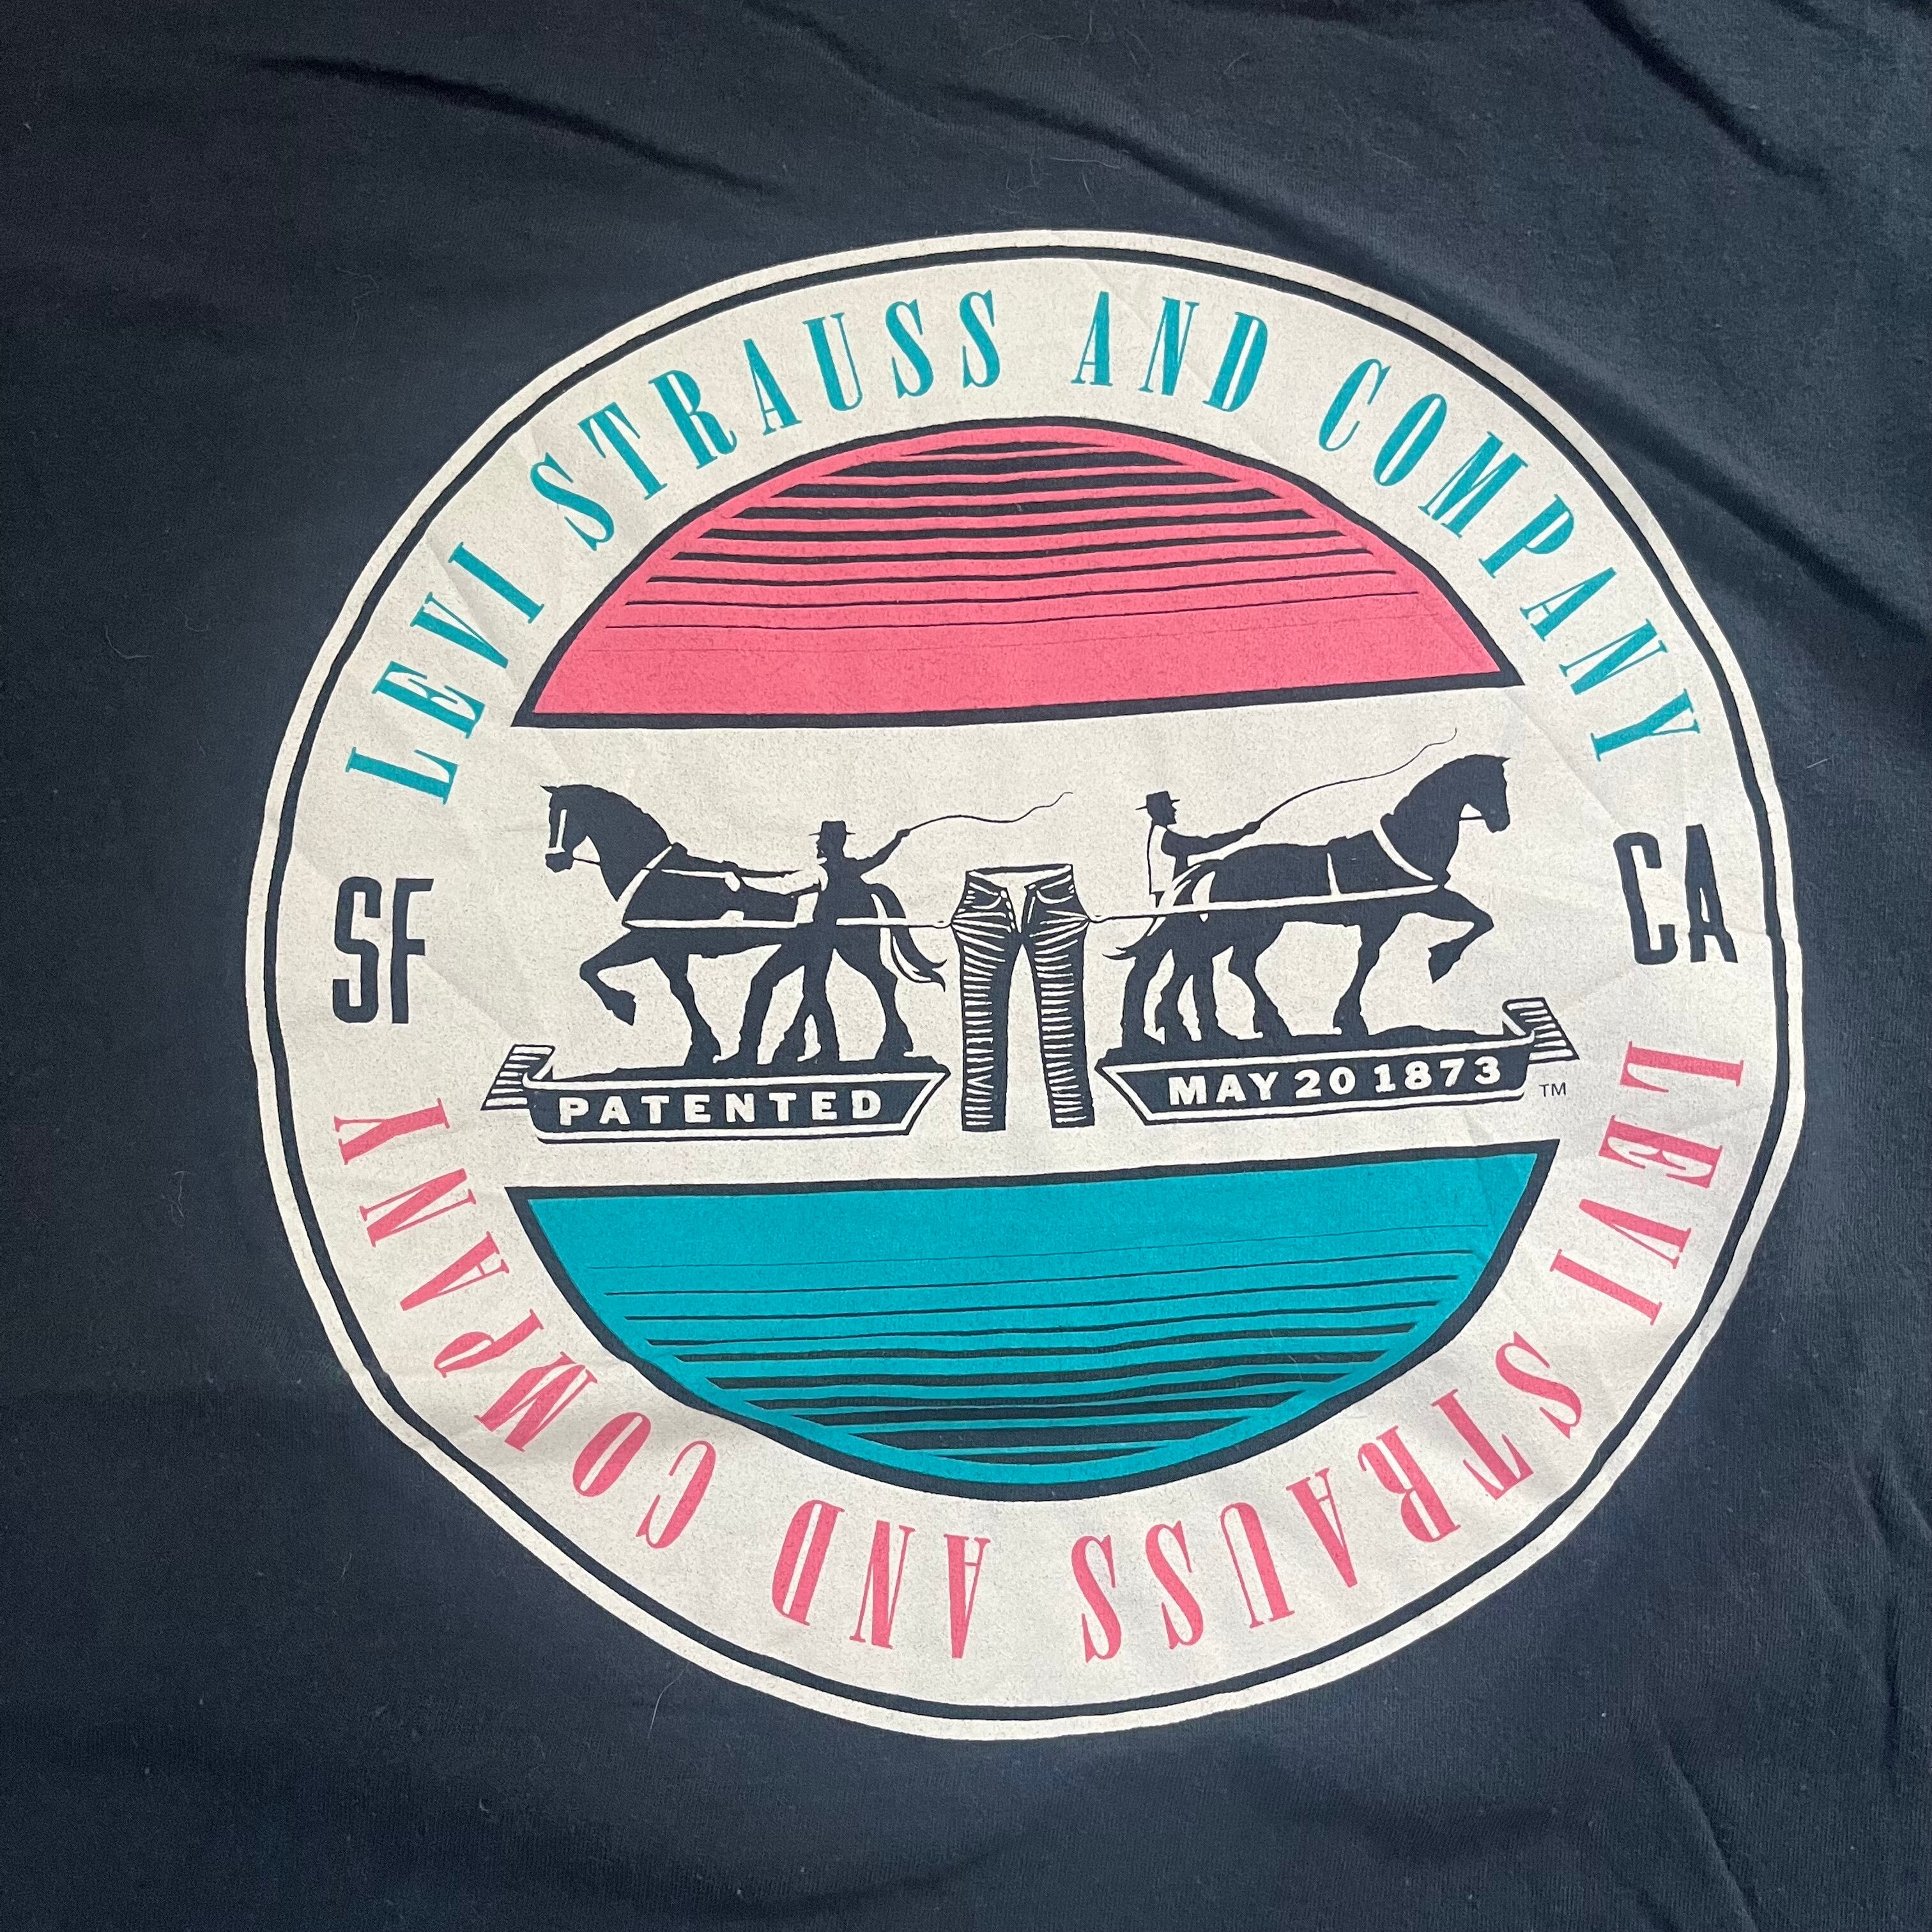 LEVI STRAUSS AND COMPANY
SF
CA
PATENTED
MAY 20 1873
TM
LEVI STRAUSS AND COMPANY